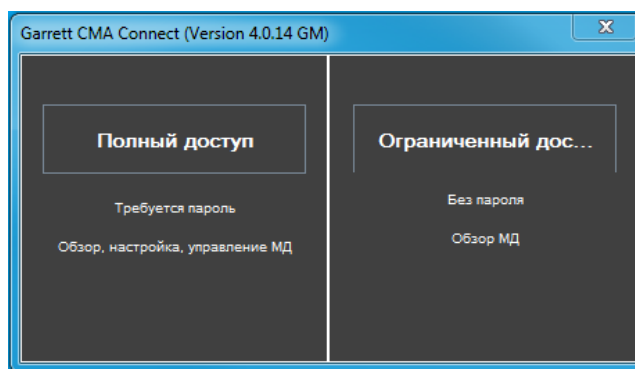 Garrett CMA Connect (Version 4.0.14 GM)
Полный доступ
Требуется пароль
Обзор, настройка, управление МД
Ограниченный дос...
Без пароля
Обзор МД